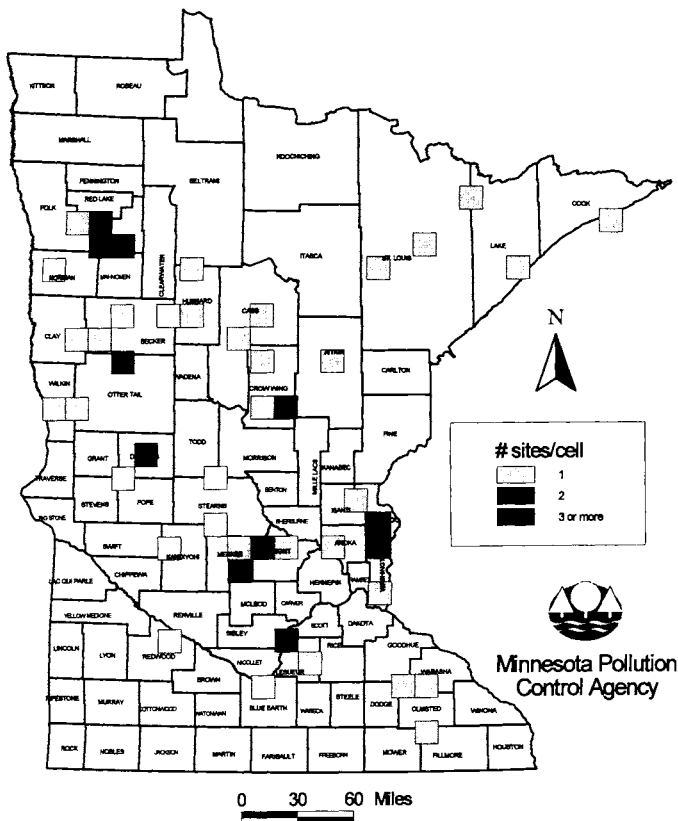 KITTSON
ROSEAU
MARSHALL
KOOCHICHING
BELTRAMI
PENNINGTON
RED LAKE
POLK
COOK
LAKE
ST. LOUIS
ITASCA
NORMAN
MAHNOMEN
CLEARWATER
HUBBARD
CASS
CLAY
BECKER
N
AITKIN
WADENA
CARLTON
WILKIN
OTTER TAIL
CROW WING
PINE
TODD
MORRISON
MILLE LACS
KANABEC
GRANT
TRAVERSE
STEVENS
POPE
STEARNS
BENTON
ISANTI
SHERBURNE
BIG STONE
SWIFT
KANDIYOHI
MEEKER
ANOKA
CHIPPEWA
LAC QUI PARLE
HENNEPIN
MCLEOD
CARVER
RENVILLE
YELLOW MEDICINE
SCOTT
DAKOTA
SIBLEY
LINCOLN
LYON
REDWOOD
NICOLLET
LESUEUR
RICE
GOODHUE
WABASHA
BROWN
PIPESTONE
MURRAY
COTTONWOOD
WATONWAN
BLUE EARTH
WASECA
STEELE
DODGE
OLMSTED
WINONA
ROCK
NOBLES
JACKSON
MARTIN
FARIBAULT
FREEBORN
MOWER
FILLMORE
HOUSTON
# sites/cell
1
2
3 or more
Minnesota Pollution
Control Agency
0 30 60 Miles